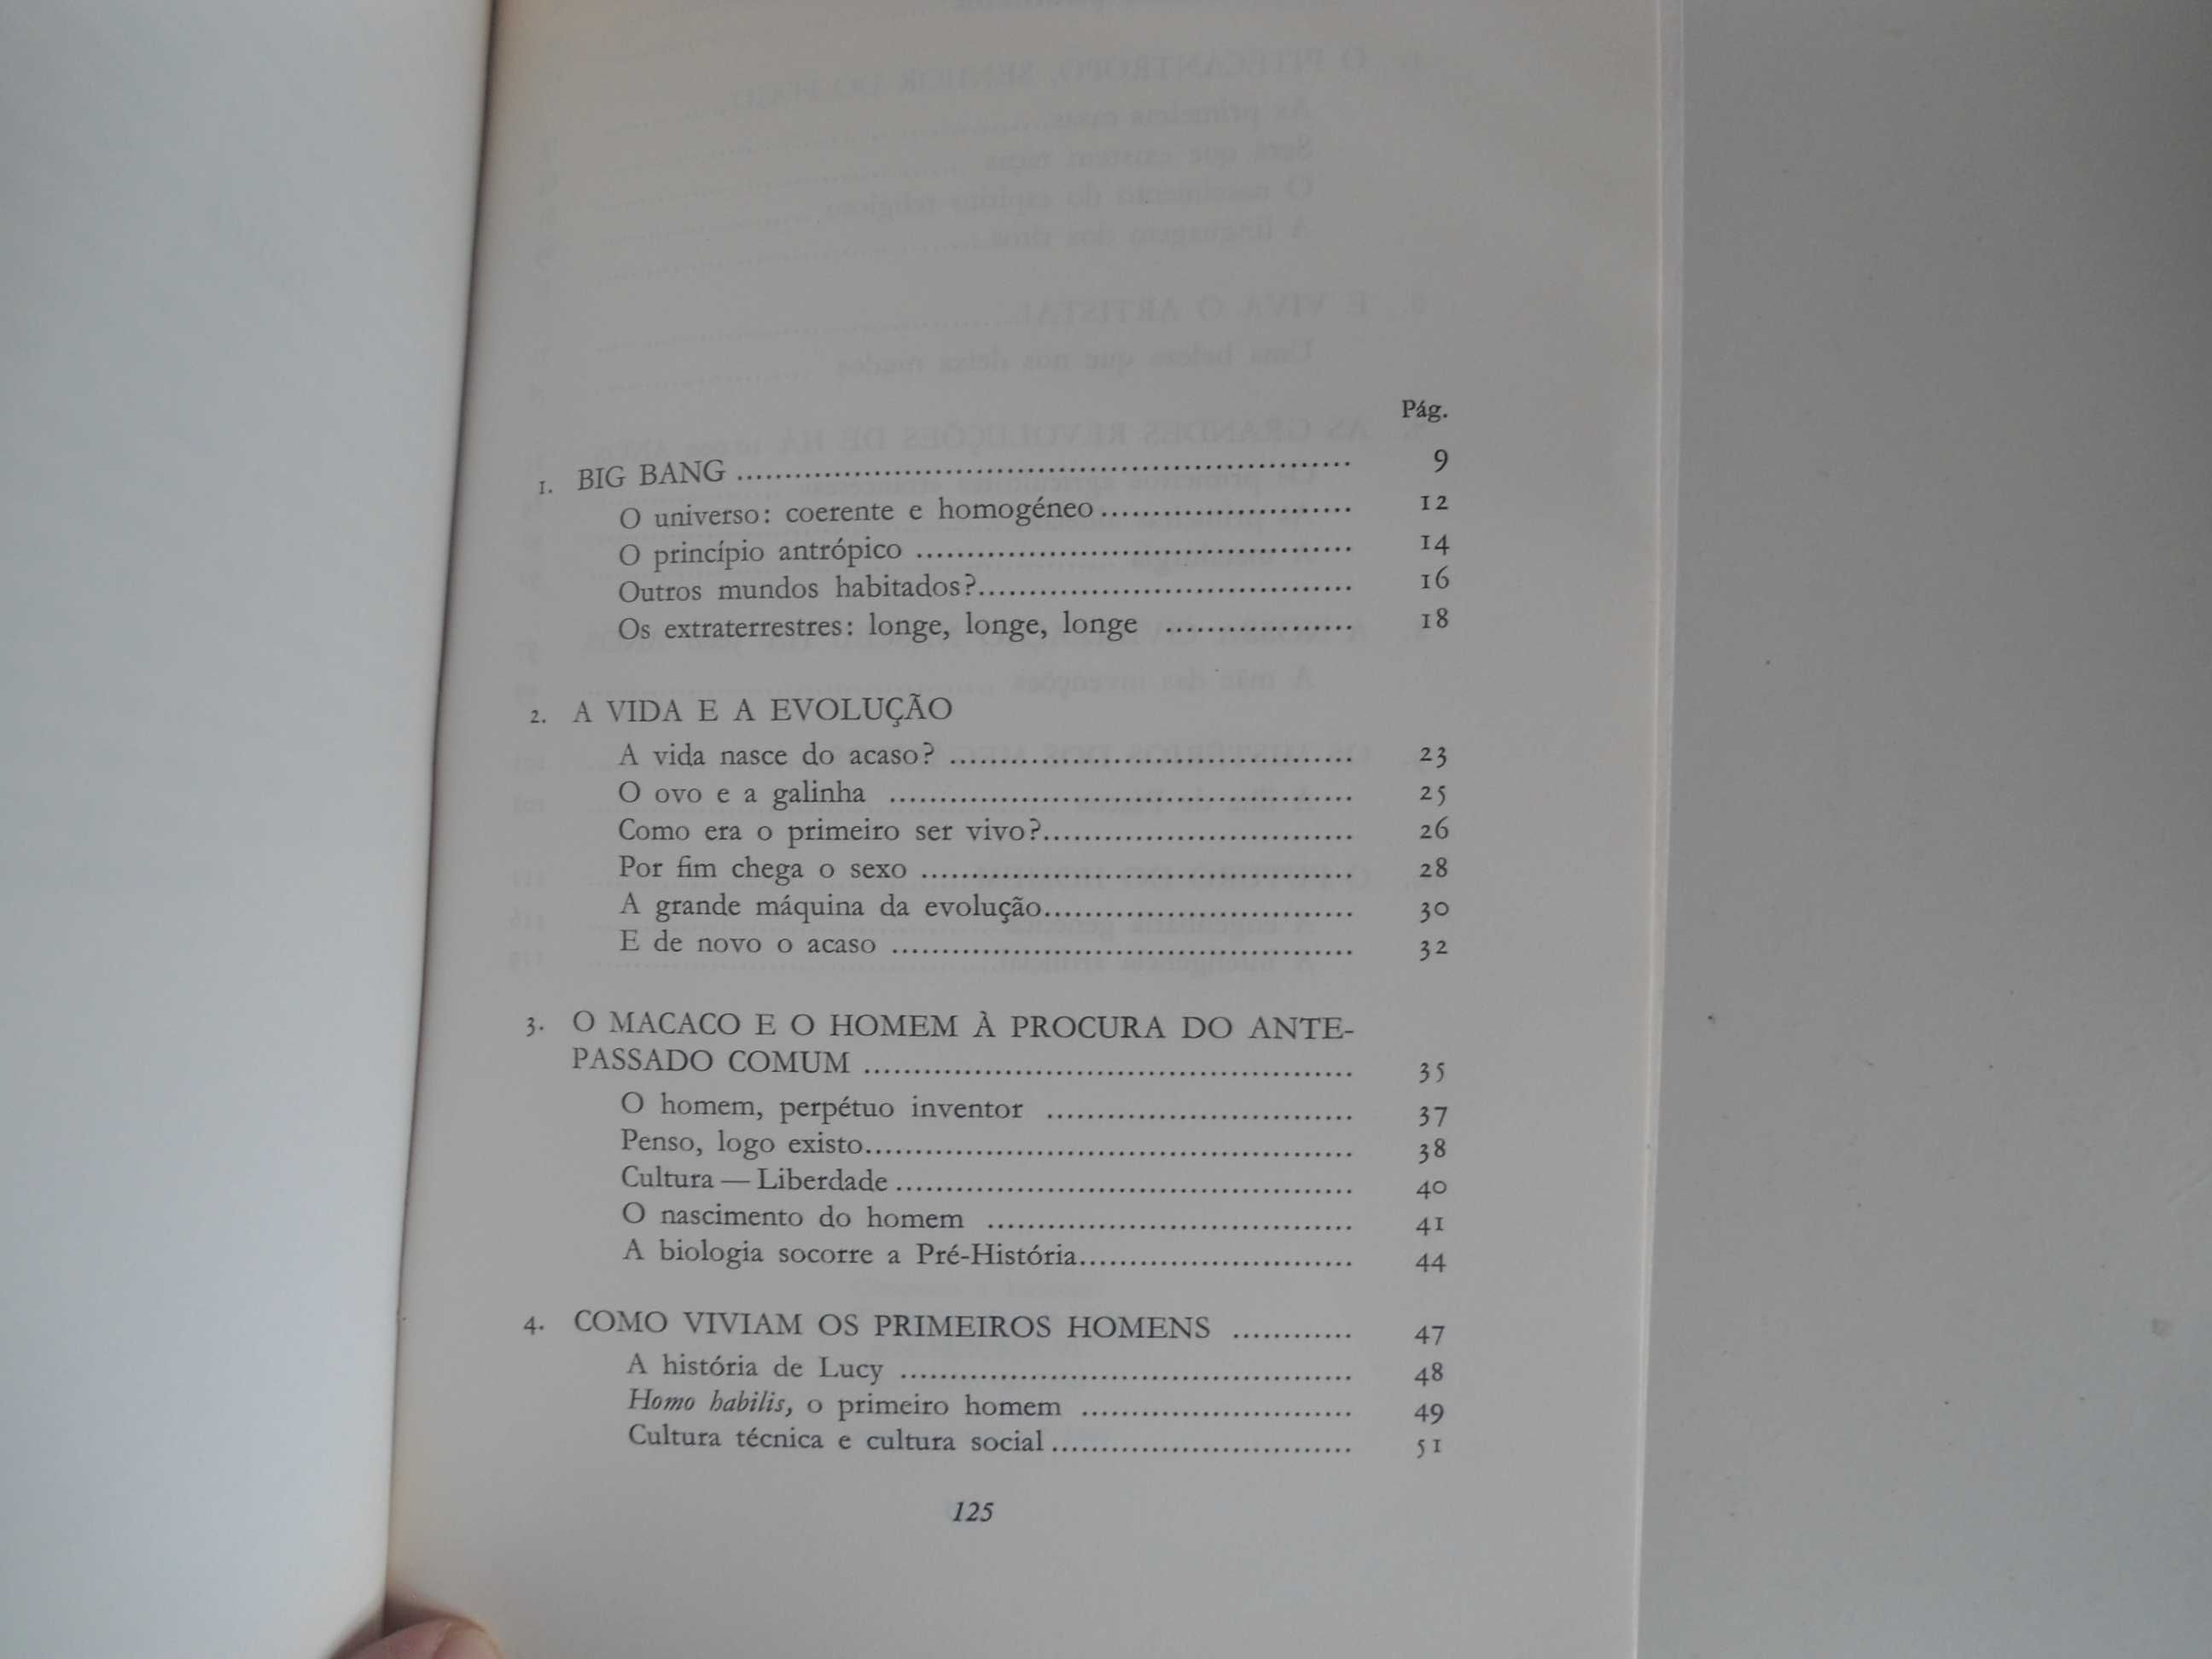 Pág.
1. BIG BANG ........ 9
O universo: coerente e homogéneo ........ 12
O princípio antrópico ........ 14
Outros mundos habitados? ........ 16
Os extraterrestres: longe, longe, longe ........ 18
2. A VIDA E A EVOLUÇÃO
A vida nasce do acaso? ........ 23
O ovo e a galinha ........ 25
Como era o primeiro ser vivo? ........ 26
Por fim chega o sexo ........ 28
A grande máquina da evolução ........ 30
E de novo o acaso ........ 32
3. O MACACO E O HOMEM À PROCURA DO ANTE-
PASSADO COMUM ........ 35
O homem, perpétuo inventor ........ 37
Penso, logo existo ........ 38
Cultura — Liberdade ........ 40
O nascimento do homem ........ 41
A biologia socorre a Pré-História ........ 44
4. COMO VIVIAM OS PRIMEIROS HOMENS ........ 47
A história de Lucy ........ 48
Homo habilis, o primeiro homem ........ 49
Cultura técnica e cultura social ........ 51
125